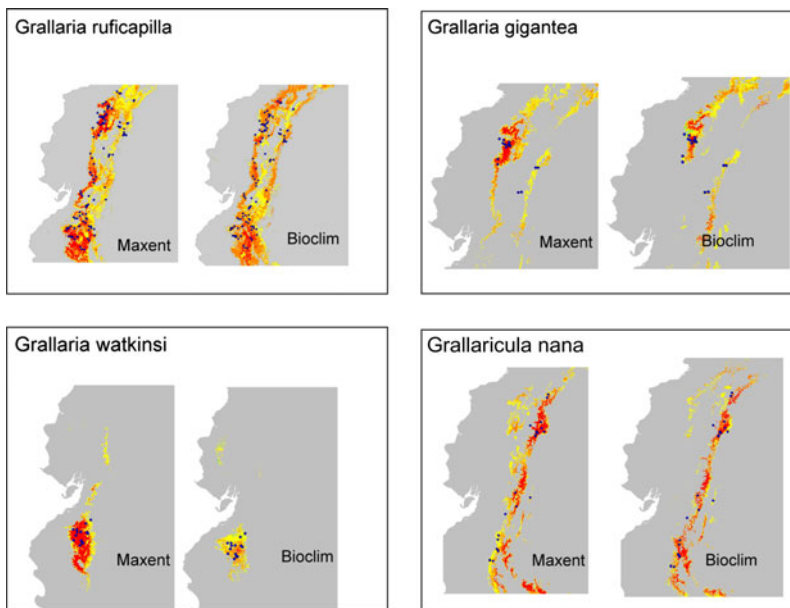 Grallaria ruficapilla
Maxent
Bioclim
Grallaria gigantea
Maxent
Bioclim
Grallaria watkinsi
Maxent
Bioclim
Grallaricula nana
Maxent
Bioclim